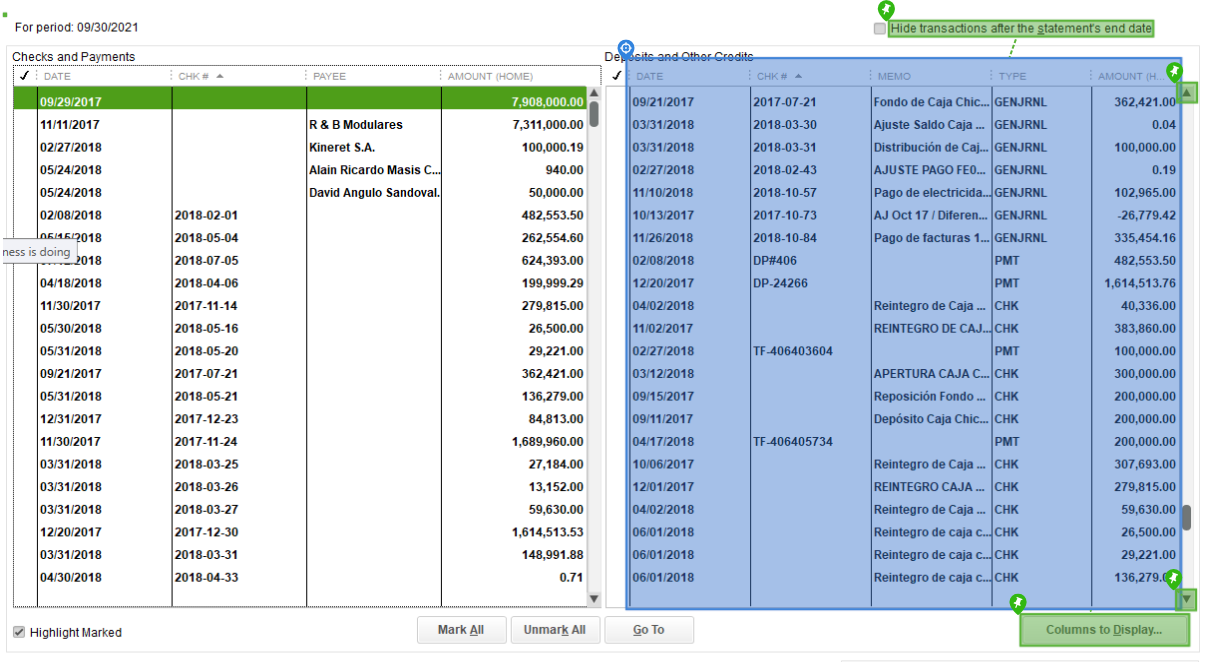 For period: 09/30/2021
Hide transactions after the statement's end date
Checks and Payments
DATE CHK # PAYEE AMOUNT (HOME)
09/29/2017 7,908,000.00
11/11/2017 R & B Modulares 7,311,000.00
02/27/2018 Kineret S.A. 100,000.19
05/24/2018 Alain Ricardo Masis C... 940.00
05/24/2018 David Angulo Sandoval. 50,000.00
02/08/2018 2018-02-01 482,553.50
05/15/2018 2018-05-04 262,554.60
ness is doing
2018 2018-07-05 624,393.00
04/18/2018 2018-04-06 199,999.29
11/30/2017 2017-11-14 279,815.00
05/30/2018 2018-05-16 26,500.00
05/31/2018 2018-05-20 29,221.00
09/21/2017 2017-07-21 362,421.00
05/31/2018 2018-05-21 136,279.00
12/31/2017 2017-12-23 84,813.00
11/30/2017 2017-11-24 1,689,960.00
03/31/2018 2018-03-25 27,184.00
03/31/2018 2018-03-26 13,152.00
03/31/2018 2018-03-27 59,630.00
12/20/2017 2017-12-30 1,614,513.53
03/31/2018 2018-03-31 148,991.88
04/30/2018 2018-04-33 0.71
Deposits and Other Credits
DATE CHK # MEMO TYPE AMOUNT (H...
09/21/2017 2017-07-21 Fondo de Caja Chic... GENJRNL 362,421.00
03/31/2018 2018-03-30 Ajuste Saldo Caja ... GENJRNL 0.04
03/31/2018 2018-03-31 Distribución de Caj... GENJRNL 100,000.00
02/27/2018 2018-02-43 AJUSTE PAGO FE0... GENJRNL 0.19
11/10/2018 2018-10-57 Pago de electricida... GENJRNL 102,965.00
10/13/2017 2017-10-73 AJ Oct 17 / Diferen... GENJRNL -26,779.42
11/26/2018 2018-10-84 Pago de facturas 1... GENJRNL 335,454.16
02/08/2018 DP#406 PMT 482,553.50
12/20/2017 DP-24266 PMT 1,614,513.76
04/02/2018 Reintegro de Caja ... CHK 40,336.00
11/02/2017 REINTEGRO DE CAJ... CHK 383,860.00
02/27/2018 TF-406403604 PMT 100,000.00
03/12/2018 APERTURA CAJA C... CHK 300,000.00
09/15/2017 Reposición Fondo ... CHK 200,000.00
09/11/2017 Depósito Caja Chic... CHK 200,000.00
04/17/2018 TF-406405734 PMT 200,000.00
10/06/2017 Reintegro de Caja ... CHK 307,693.00
12/01/2017 REINTEGRO CAJA ... CHK 279,815.00
04/02/2018 Reintegro de Caja ... CHK 59,630.00
06/01/2018 Reintegro de caja c... CHK 26,500.00
06/01/2018 Reintegro de caja c... CHK 29,221.00
06/01/2018 Reintegro de caja c... CHK 136,279.0
Highlight Marked
Mark All
Unmark All
Go To
Columns to Display...